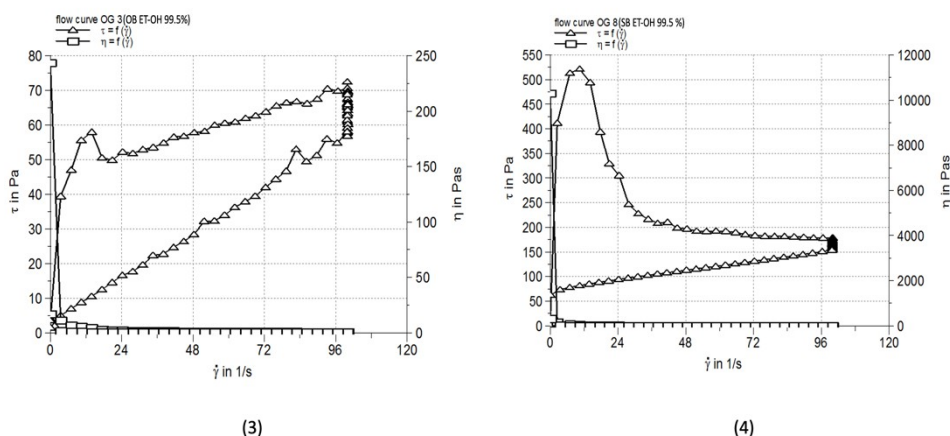 flow curve OG 3(OB ET-OH 99.5%)
τ = f (γ̇)
η = f (γ̇)
80
70
60
50
40
30
20
10
0
τ in Pa
250
200
150
100
50
0
η in Pas
0 24 48 72 96 120
γ̇ in 1/s
(3)
flow curve OG 8(SB ET-OH 99.5 %)
τ = f (γ̇)
η = f (γ̇)
550
500
450
400
350
300
250
200
150
100
50
0
τ in Pa
12000
10000
8000
6000
4000
2000
0
η in Pas
0 24 48 72 96 120
γ̇ in 1/s
(4)